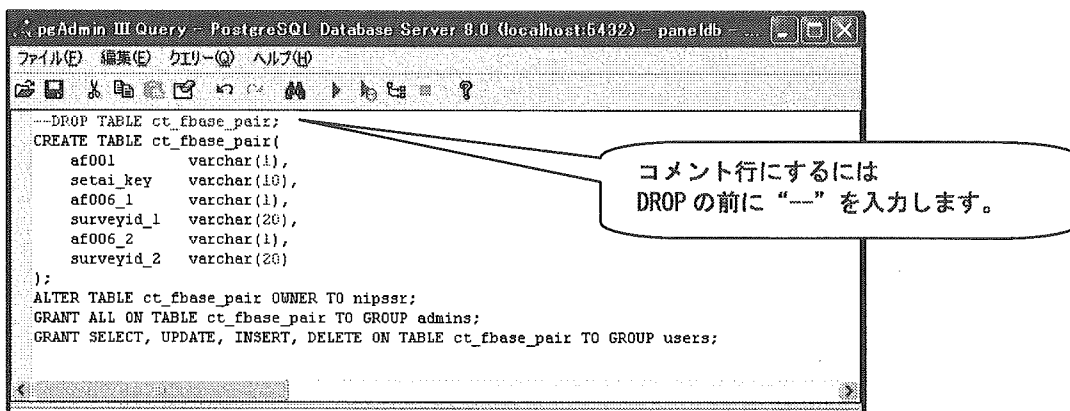 pgAdmin III Query - PostgreSQL Database Server 8.0 (localhost:5432) - paneldb - ...
ファイル(F) 編集(E) クエリー(Q) ヘルプ(H)
--DROP TABLE ct_fbase_pair;
CREATE TABLE ct_fbase_pair(
af001 varchar(1),
setai_key varchar(10),
af006_1 varchar(1),
surveyid_1 varchar(20),
af006_2 varchar(1),
surveyid_2 varchar(20)
);
ALTER TABLE ct_fbase_pair OWNER TO nipssr;
GRANT ALL ON TABLE ct_fbase_pair TO GROUP admins;
GRANT SELECT, UPDATE, INSERT, DELETE ON TABLE ct_fbase_pair TO GROUP users;
コメント行にするには
DROP の前に “--” を入力します。